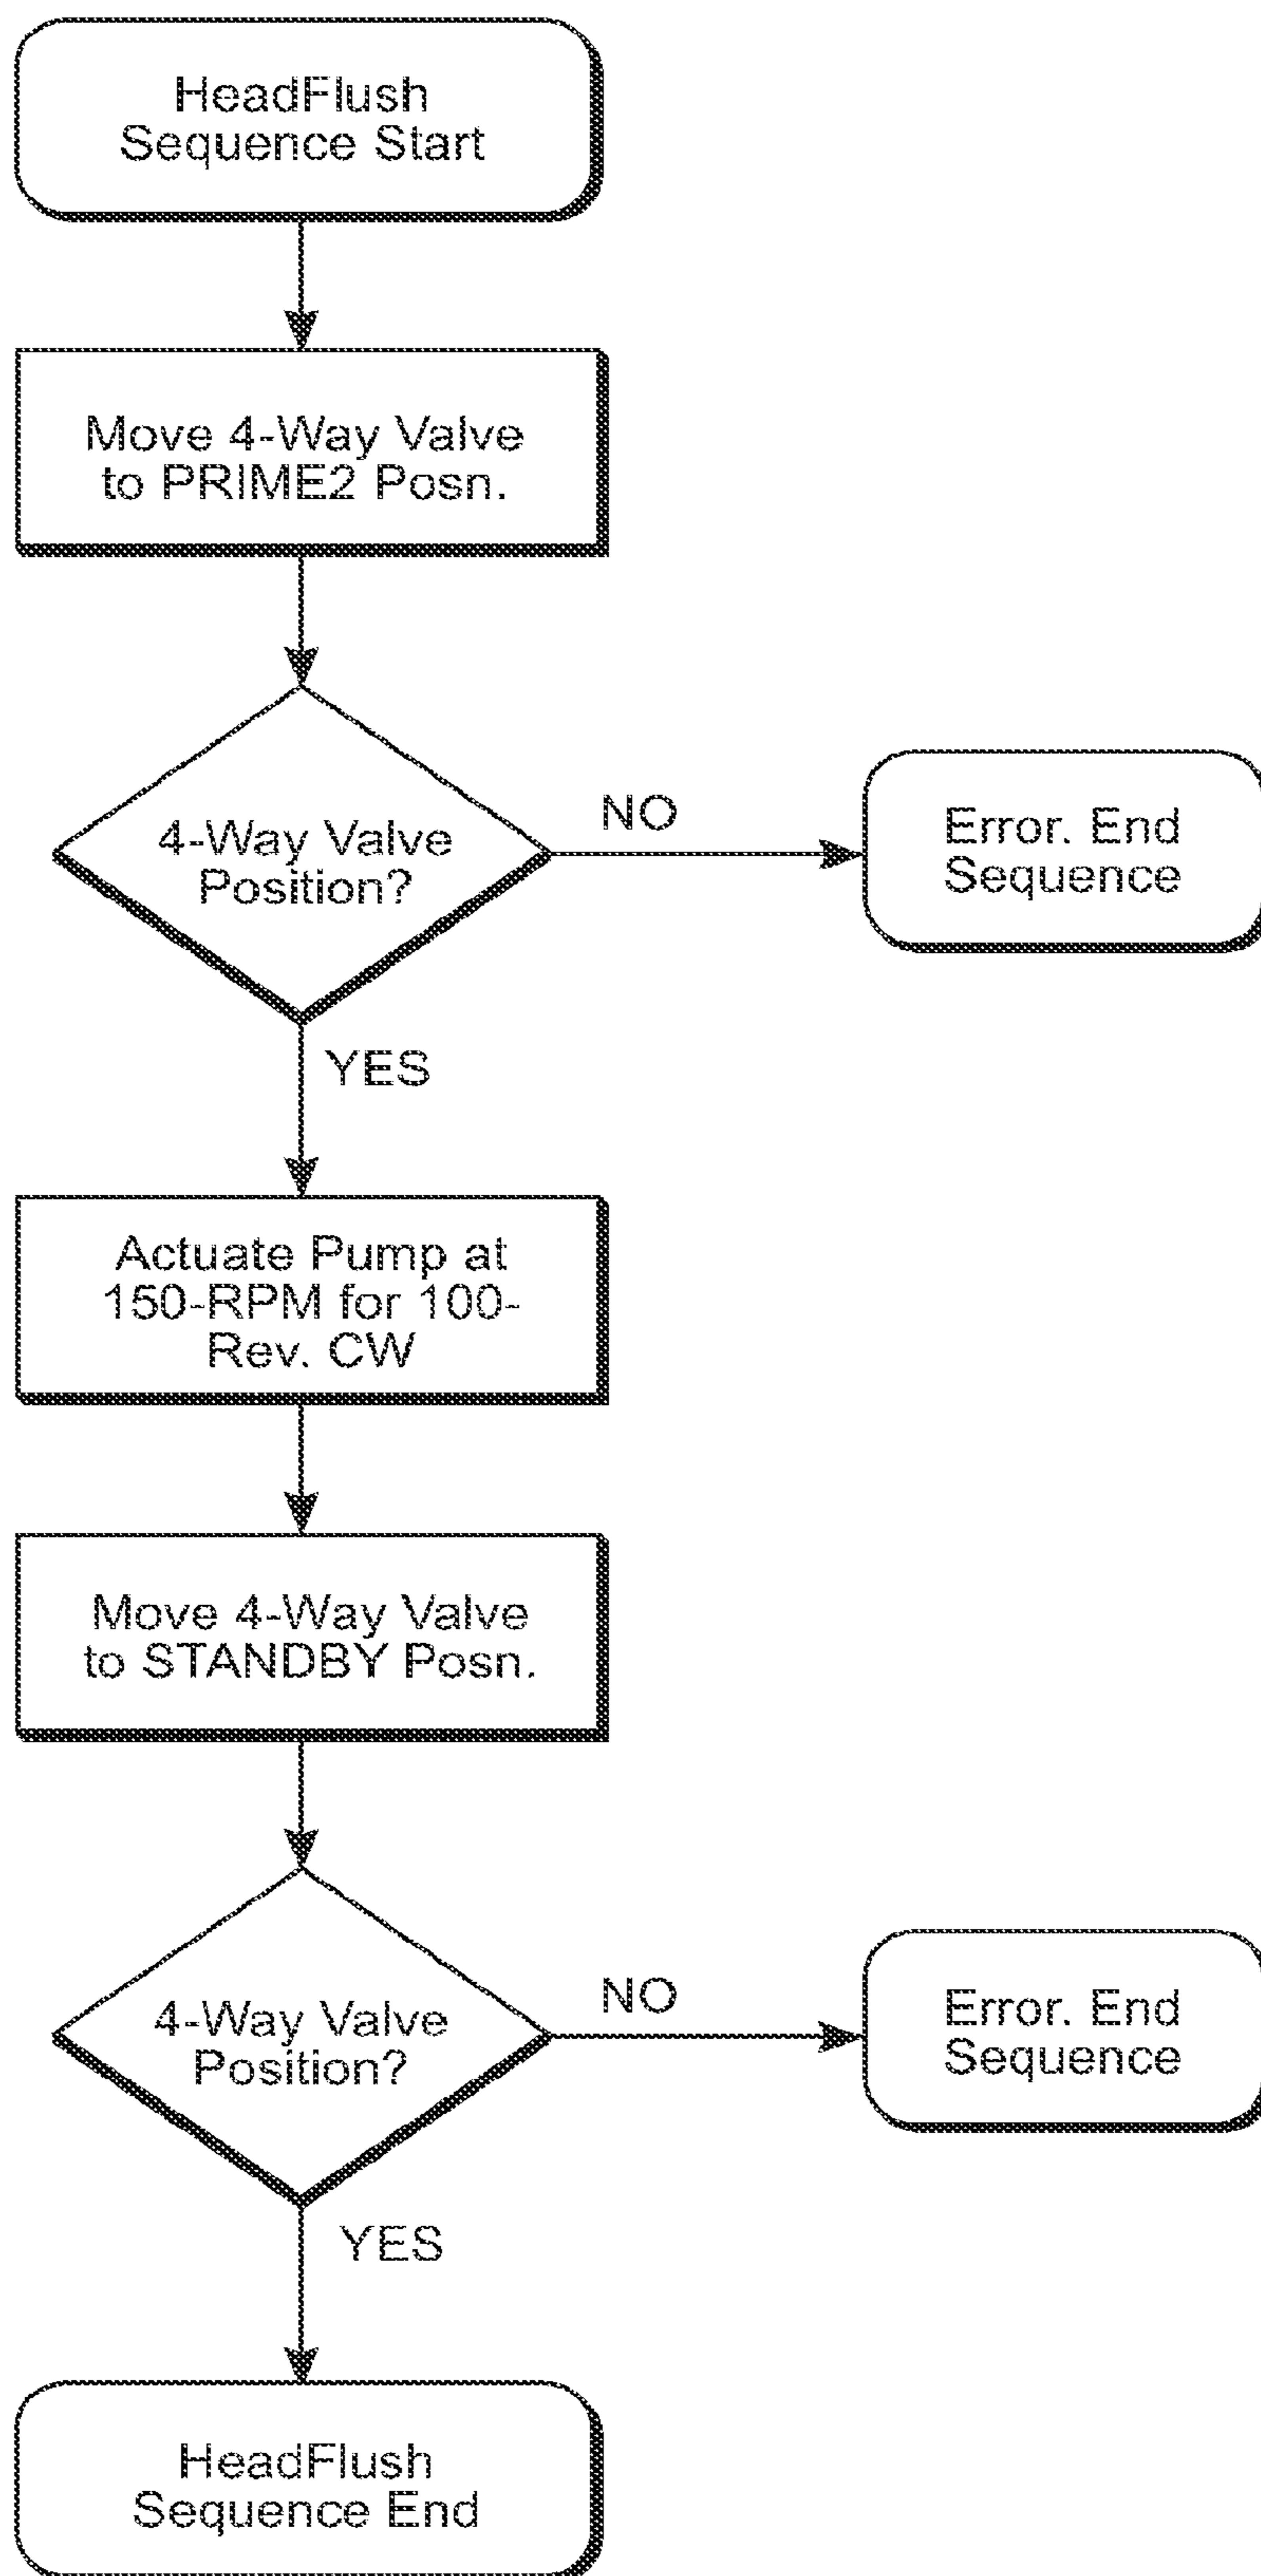 HeadFlush
Sequence Start
Move 4-Way Valve
to PRIME2 Posn.
4-Way Valve
Position?
NO
Error. End
Sequence
YES
Actuate Pump at
150-RPM for 100-
Rev. CW
Move 4-Way Valve
to STANDBY Posn.
4-Way Valve
Position?
NO
Error. End
Sequence
YES
HeadFlush
Sequence End